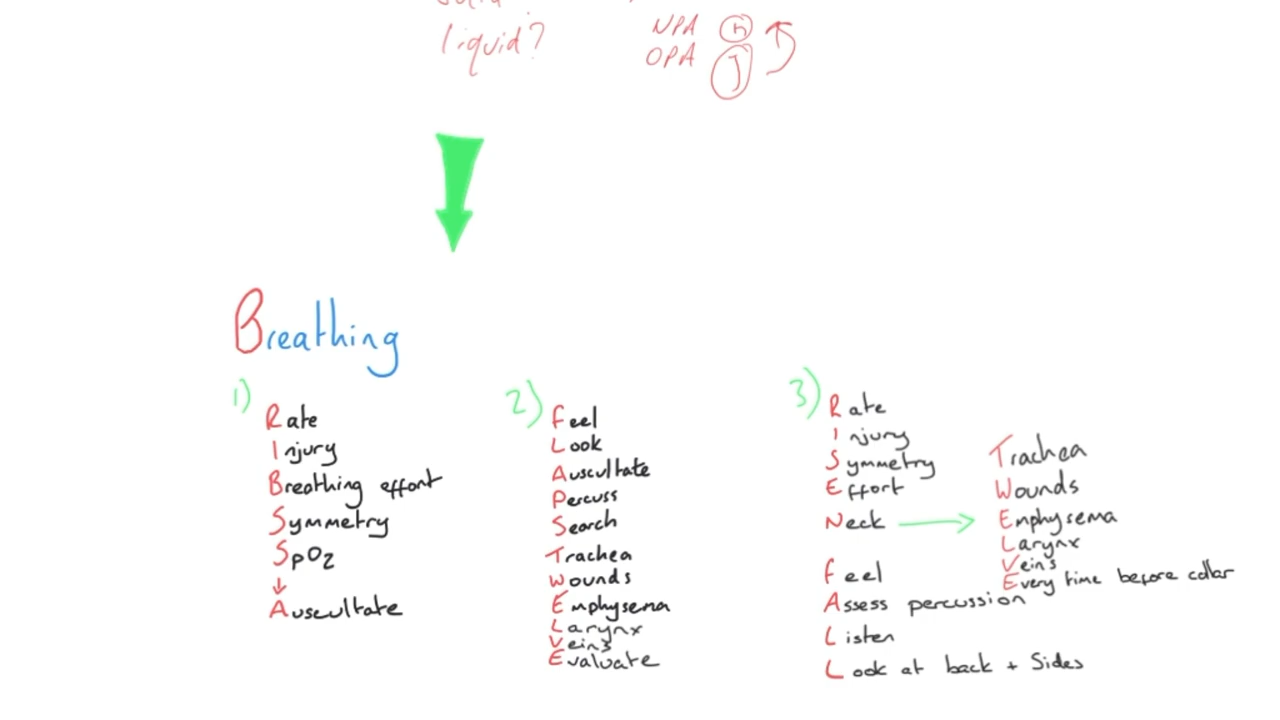 liquid?
NPA n
OPA J
Breathing
1)
Rate
Injury
Breathing effort
Symmetry
SpO2
Auscultate
2)
Feel
Look
Auscultate
Percuss
Search
Trachea
Wounds
Emphysema
Larynx
Veins
Evaluate
3)
Rate
Injury
Symmetry
Effort
Neck
Feel
Assess percussion
Listen
Look at back + Sides
Trachea
Wounds
Emphysema
Larynx
Veins
Every time before collar